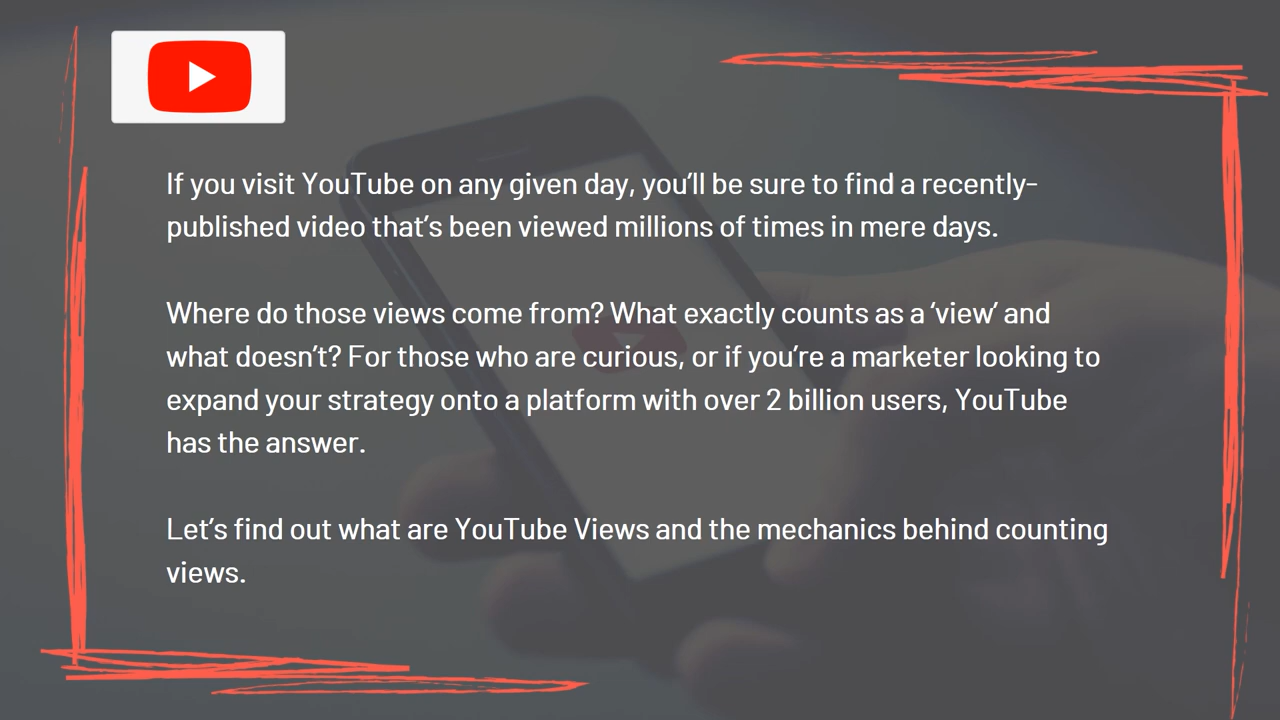 If you visit YouTube on any given day, you’ll be sure to find a recently-
published video that’s been viewed millions of times in mere days.
Where do those views come from? What exactly counts as a ‘view’ and
what doesn’t? For those who are curious, or if you’re a marketer looking to
expand your strategy onto a platform with over 2 billion users, YouTube
has the answer.
Let’s find out what are YouTube Views and the mechanics behind counting
views.